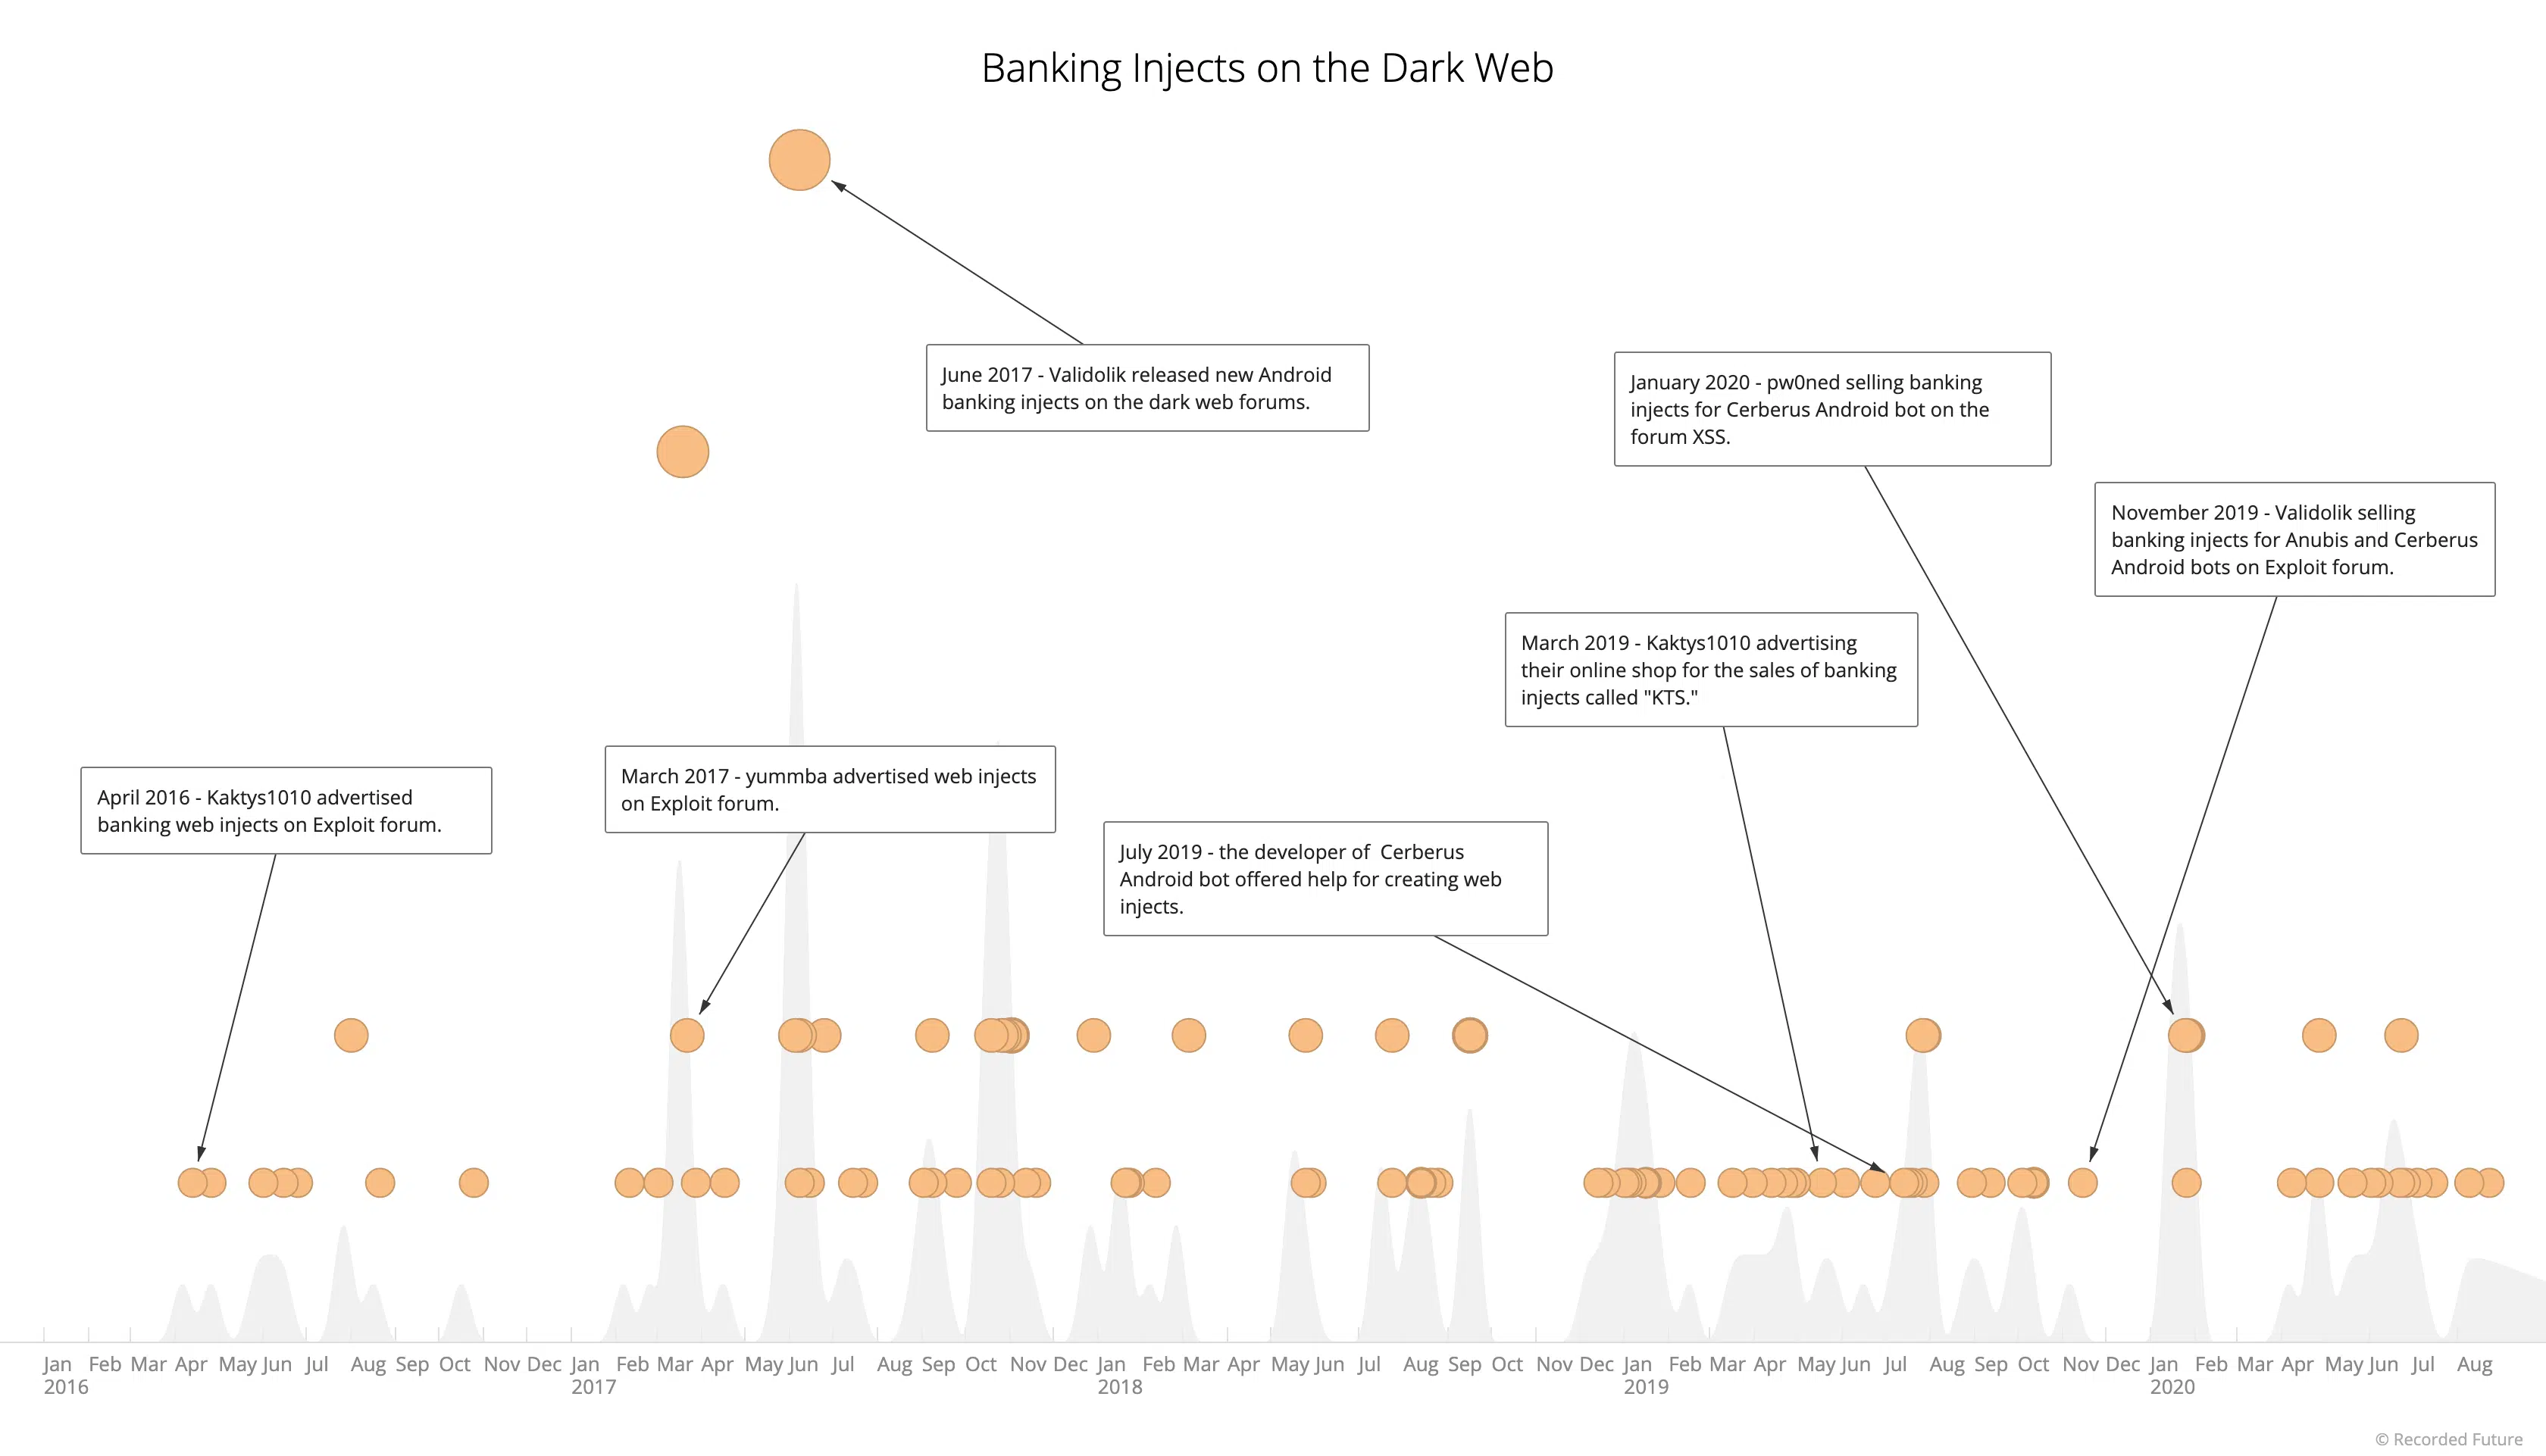 Banking Injects on the Dark Web
June 2017 - Validolik released new Android
banking injects on the dark web forums.
January 2020 - pw0ned selling banking
injects for Cerberus Android bot on the
forum XSS.
November 2019 - Validolik selling
banking injects for Anubis and Cerberus
Android bots on Exploit forum.
March 2019 - Kaktys1010 advertising
their online shop for the sales of banking
injects called "KTS."
April 2016 - Kaktys1010 advertised
banking web injects on Exploit forum.
March 2017 - yummba advertised web injects
on Exploit forum.
July 2019 - the developer of  Cerberus
Android bot offered help for creating web
injects.
Jan Feb Mar Apr May Jun Jul Aug Sep Oct Nov Dec Jan Feb Mar Apr May Jun Jul Aug Sep Oct Nov Dec Jan Feb Mar Apr May Jun Jul Aug Sep Oct Nov Dec Jan Feb Mar Apr May Jun Jul Aug Sep Oct Nov Dec Jan Feb Mar Apr May Jun Jul Aug
2016 2017 2018 2019 2020
© Recorded Future